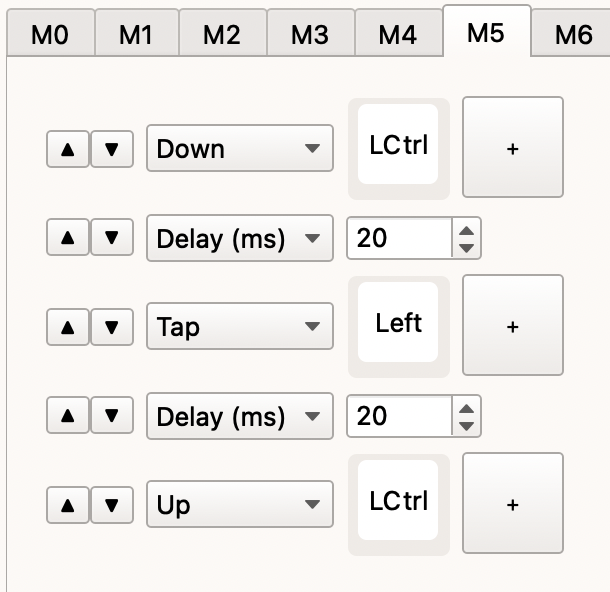 M0 M1 M2 M3 M4 M5 M6
Down LCtrl +
Delay (ms) 20
Tap Left +
Delay (ms) 20
Up LCtrl +